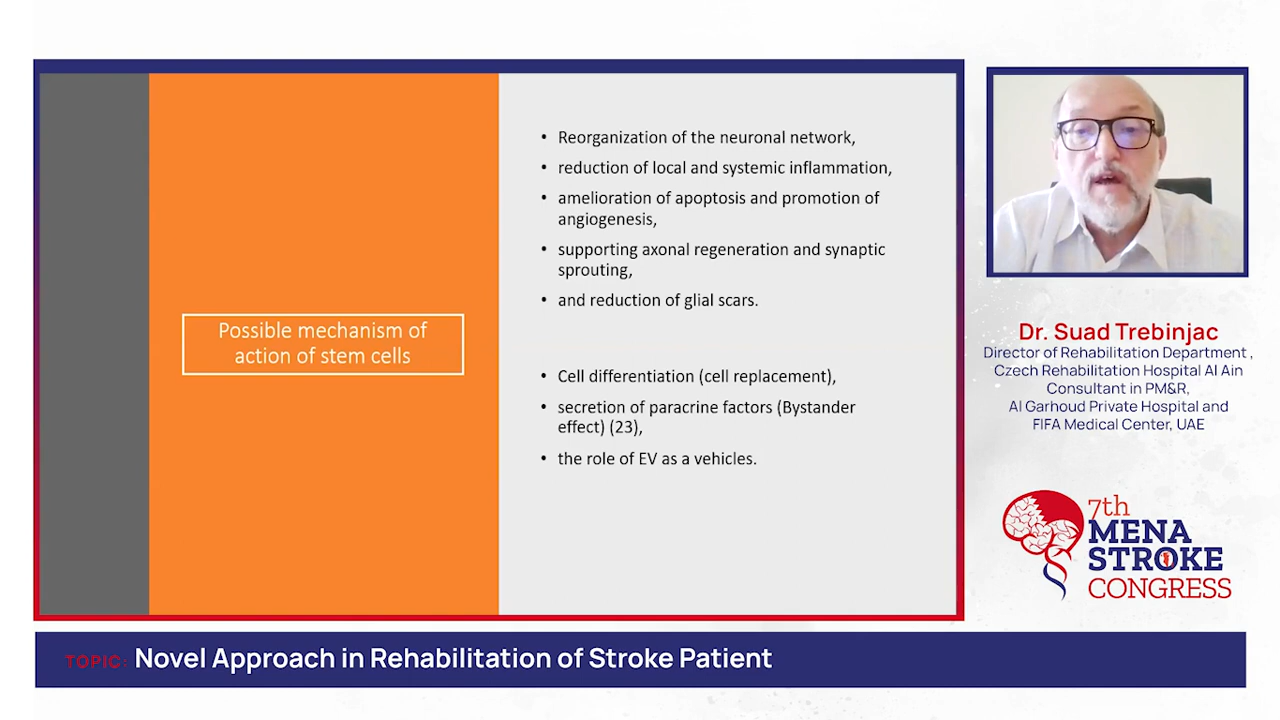 Possible mechanism of
action of stem cells
• Reorganization of the neuronal network,
• reduction of local and systemic inflammation,
• amelioration of apoptosis and promotion of
angiogenesis,
• supporting axonal regeneration and synaptic
sprouting,
• and reduction of glial scars.
• Cell differentiation (cell replacement),
• secretion of paracrine factors (Bystander
effect) (23),
• the role of EV as a vehicles.
Dr. Suad Trebinjac
Director of Rehabilitation Department ,
Czech Rehabilitation Hospital Al Ain
Consultant in PM&R,
Al Garhoud Private Hospital and
FIFA Medical Center, UAE
7th
MENA
STROKE
CONGRESS
TOPIC: Novel Approach in Rehabilitation of Stroke Patient